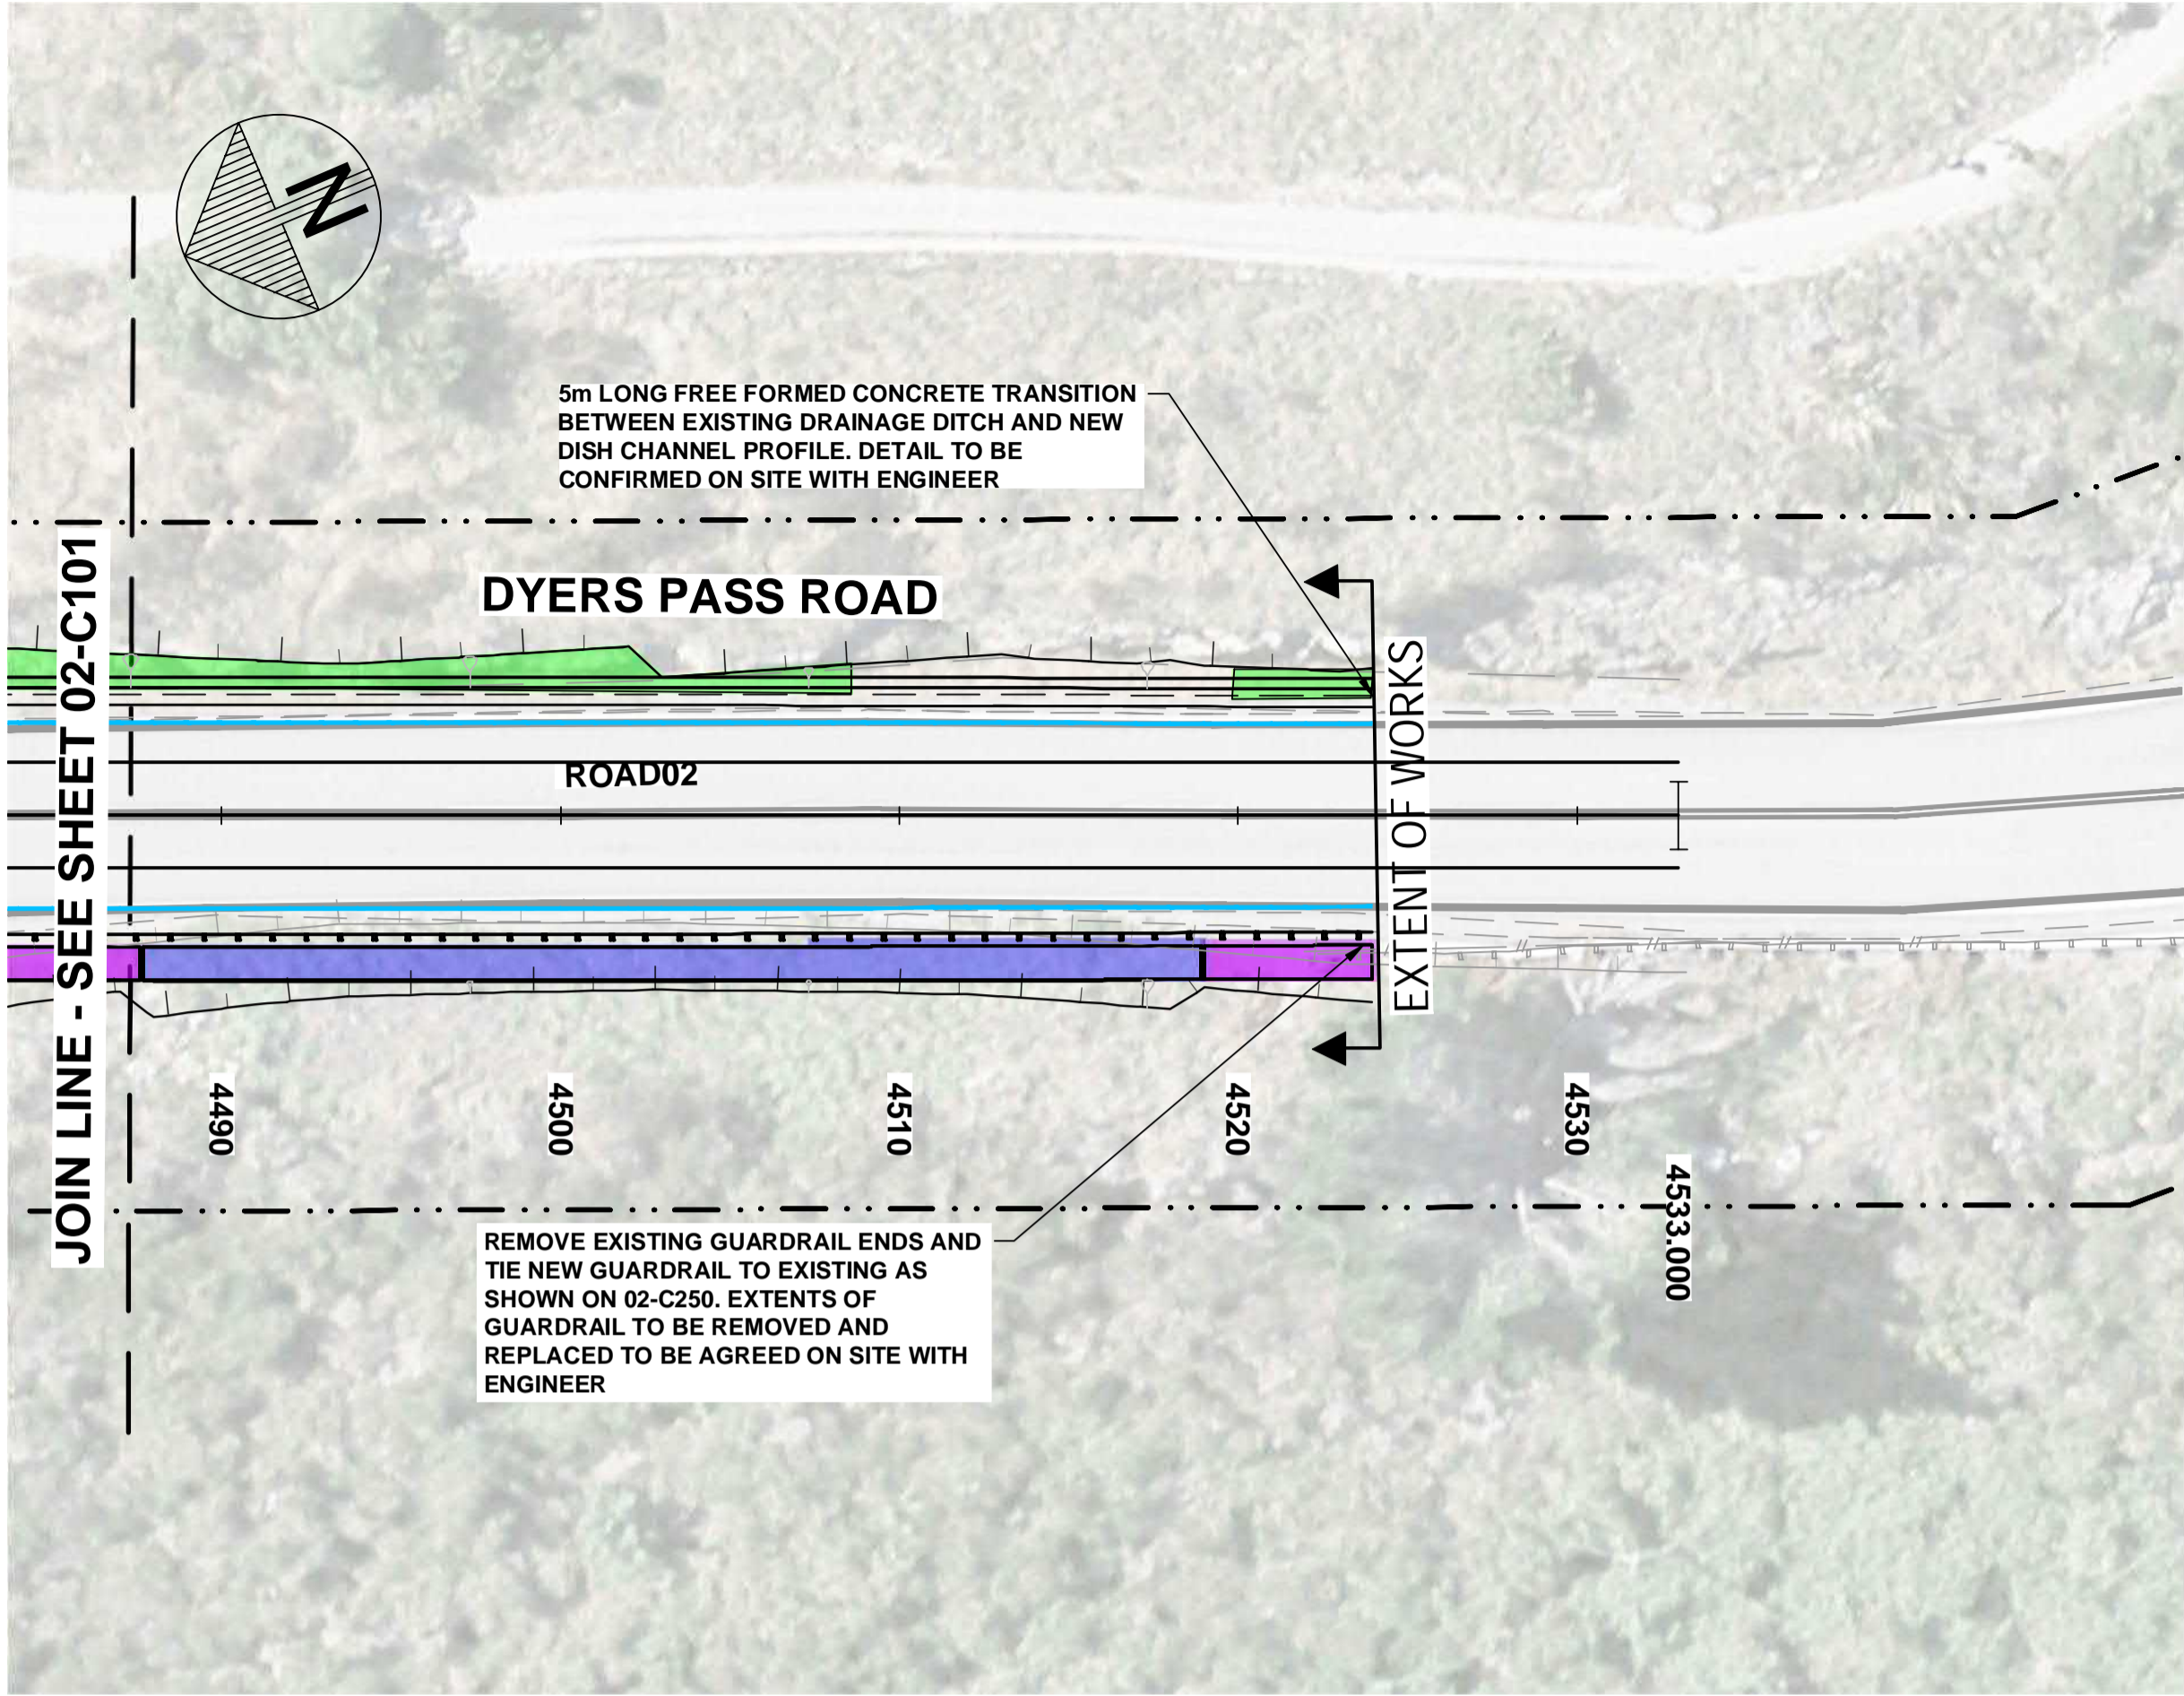 N
5m LONG FREE FORMED CONCRETE TRANSITION
BETWEEN EXISTING DRAINAGE DITCH AND NEW
DISH CHANNEL PROFILE. DETAIL TO BE
CONFIRMED ON SITE WITH ENGINEER
JOIN LINE - SEE SHEET 02-C101
DYERS PASS ROAD
ROAD02
EXTENT OF WORKS
4490
4500
4510
4520
4530
4533.000
REMOVE EXISTING GUARDRAIL ENDS AND
TIE NEW GUARDRAIL TO EXISTING AS
SHOWN ON 02-C250. EXTENTS OF
GUARDRAIL TO BE REMOVED AND
REPLACED TO BE AGREED ON SITE WITH
ENGINEER